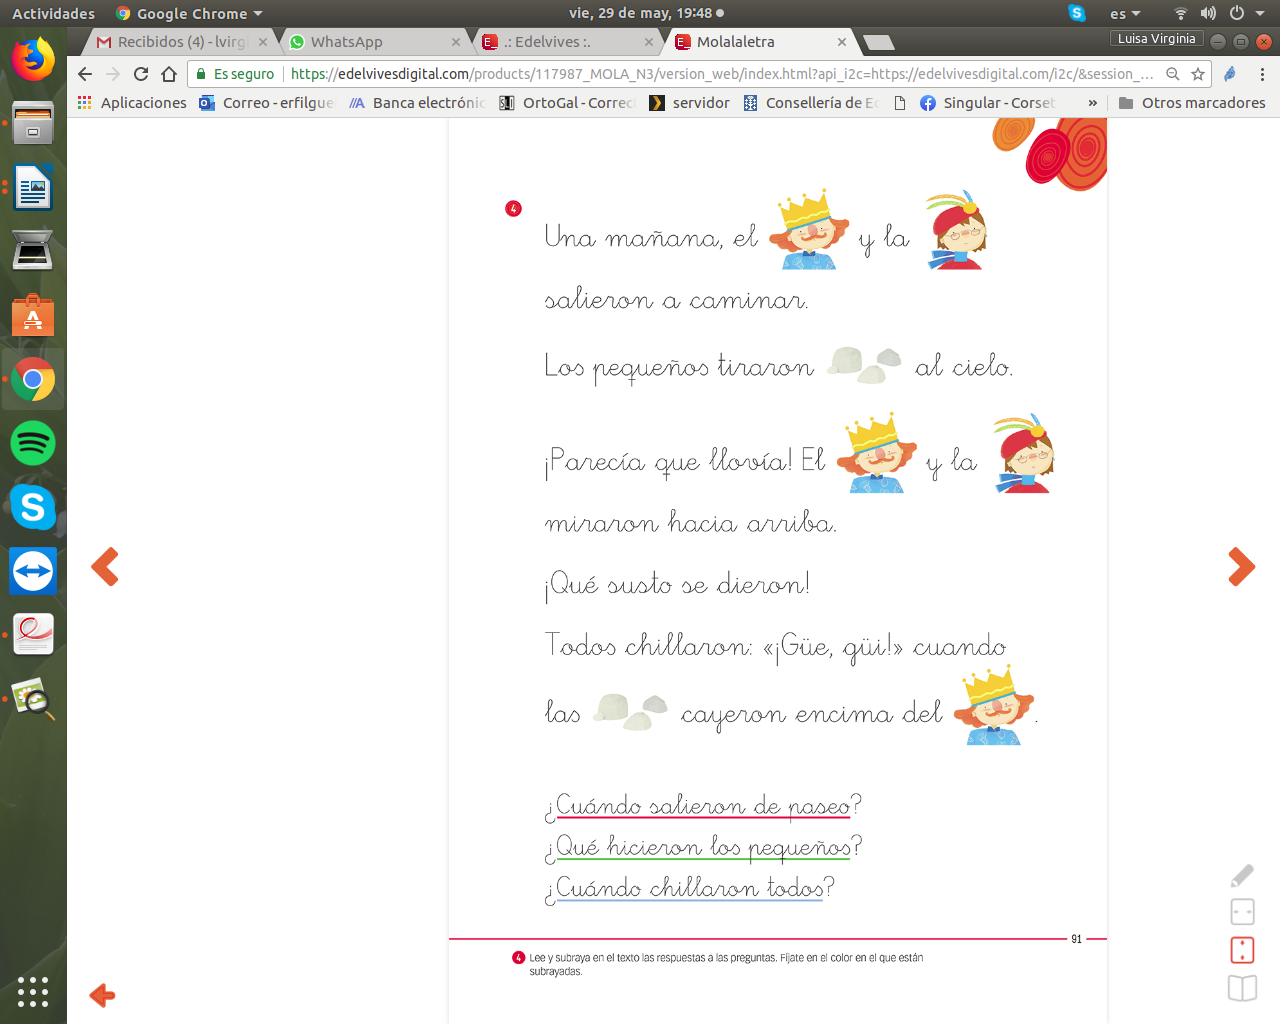 Actividades
Google Chrome
vie, 29 de may, 19:48
es
Recibidos (4) - lvirg
WhatsApp
.: Edelvives :.
Molalaletra
Luisa Virginia
Es seguro
https://edelvivesdigital.com/products/117987_MOLA_N3/version_web/index.html?api_i2c=https://edelvivesdigital.com/i2c/&session_...
Aplicaciones
Correo - erfilgue
Banca electrónic
OrtoGal - Correc
servidor
Consellería de Ec
Singular - Corset
»
Otros marcadores
4
Una mañana, el y la
salieron a caminar.
Los pequeños tiraron al cielo.
¡Parecía que llovía! El y la
miraron hacia arriba.
¡Qué susto se dieron!
Todos chillaron: «¡Güe, güi!» cuando
las cayeron encima del .
¿Cuándo salieron de paseo?
¿Qué hicieron los pequeños?
¿Cuándo chillaron todos?
91
4 Lee y subraya en el texto las respuestas a las preguntas. Fíjate en el color en el que están
subrayadas.